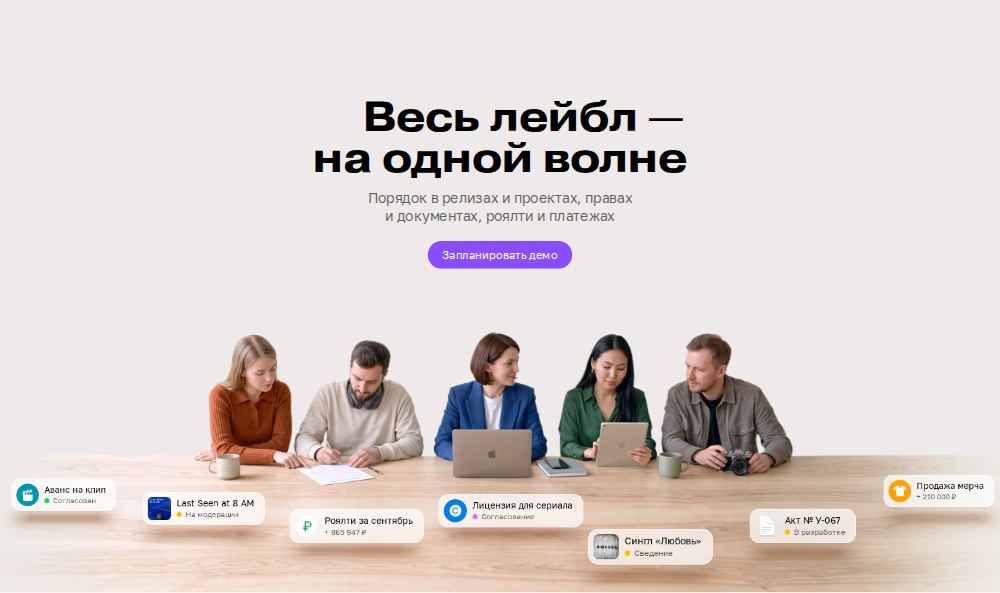 Весь лейбл —
на одной волне
Порядок в релизах и проектах, правах
и документах, роялти и платежах
Запланировать демо
Аванс на клип
Согласован
Last Seen at 8 AM
На модерации
₽
Роялти за сентябрь
+ 865 947 ₽
C
Лицензия для сериала
Согласование
Сингл «Любовь»
Сведение
Акт № У-067
В разработке
Продажа мерча
+ 210 000 ₽